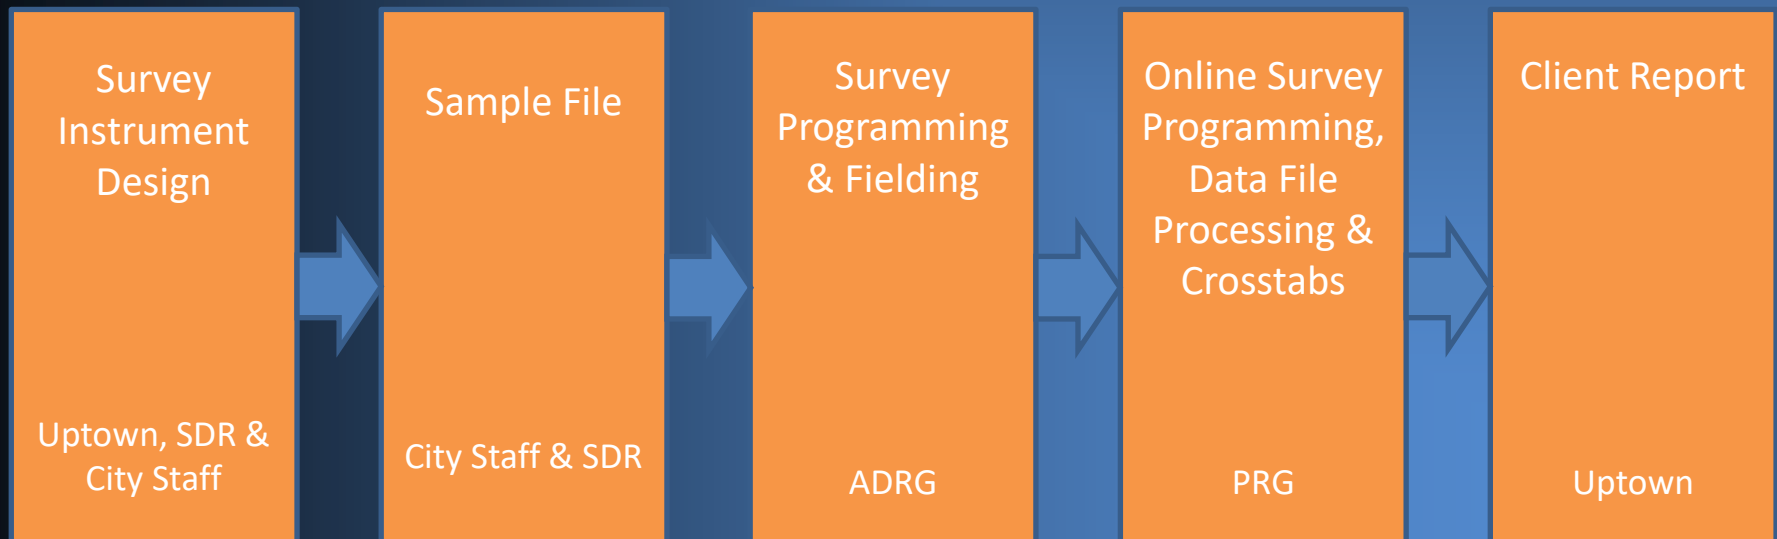 Survey
Instrument
Design
Uptown, SDR &
City Staff
Sample File
City Staff & SDR
Survey
Programming
& Fielding
ADRG
Online Survey
Programming,
Data File
Processing &
Crosstabs
PRG
Client Report
Uptown